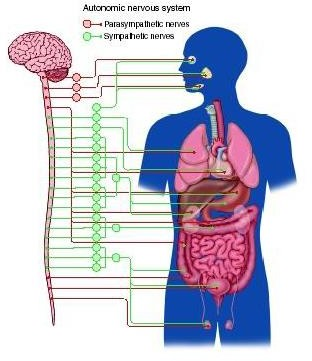 Autonomic nervous system
Parasympathetic nerves
Sympathetic nerves